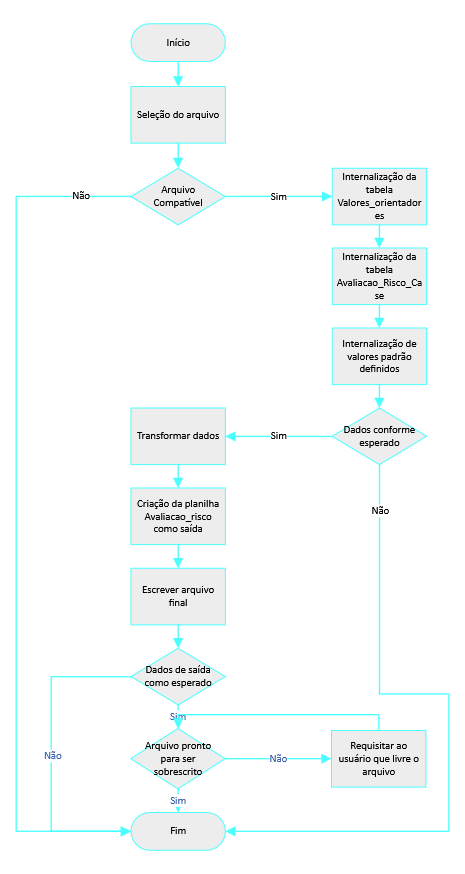 Início
Seleção do arquivo
Arquivo
Compatível
Não
Sim
Internalização da
tabela
Valores_orientador
es
Internalização da
tabela
Avaliacao_Risco_Ca
se
Internalização de
valores padrão
definidos
Dados conforme
esperado
Sim
Não
Transformar dados
Criação da planilha
Avaliacao_risco
como saída
Escrever arquivo
final
Dados de saída
como esperado
Sim
Não
Arquivo pronto
para ser
sobrescrito
Não
Requisitar ao
usuário que livre o
arquivo
Sim
Fim